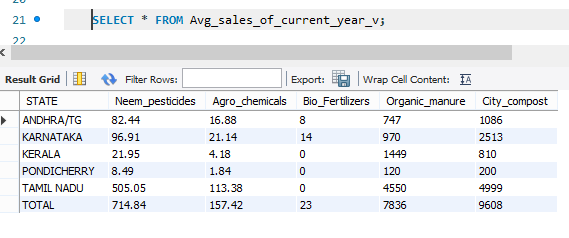 21 SELECT * FROM Avg_sales_of_current_year_v;
Result Grid Filter Rows: Export: Wrap Cell Content: IA
STATE Neem_pesticides Agro_chemicals Bio_Fertilizers Organic_manure City_compost
ANDHRA/TG 82.44 16.88 8 747 1086
KARNATAKA 96.91 21.14 14 970 2513
KERALA 21.95 4.18 0 1449 810
PONDICHERRY 8.49 1.84 0 120 200
TAMIL NADU 505.05 113.38 0 4550 4999
TOTAL 714.84 157.42 23 7836 9608